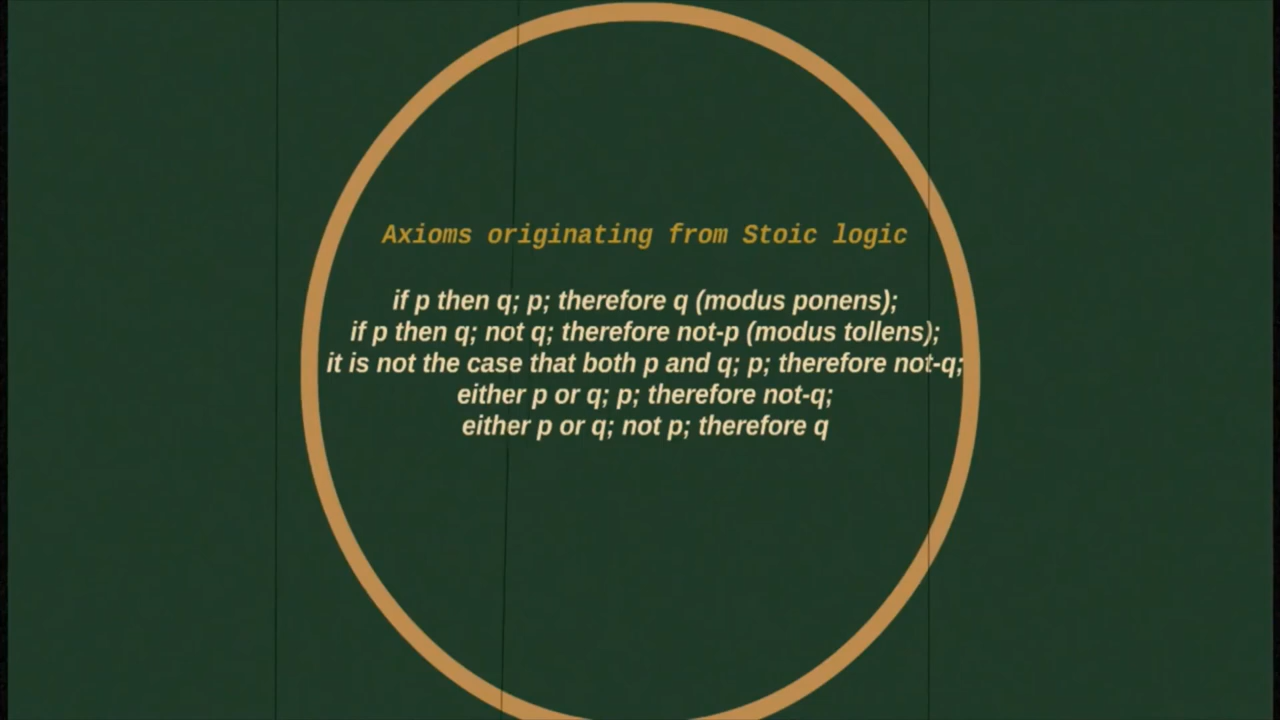 Axioms originating from Stoic logic
if p then q; p; therefore q (modus ponens);
if p then q; not q; therefore not-p (modus tollens);
it is not the case that both p and q; p; therefore not-q;
either p or q; p; therefore not-q;
either p or q; not p; therefore q